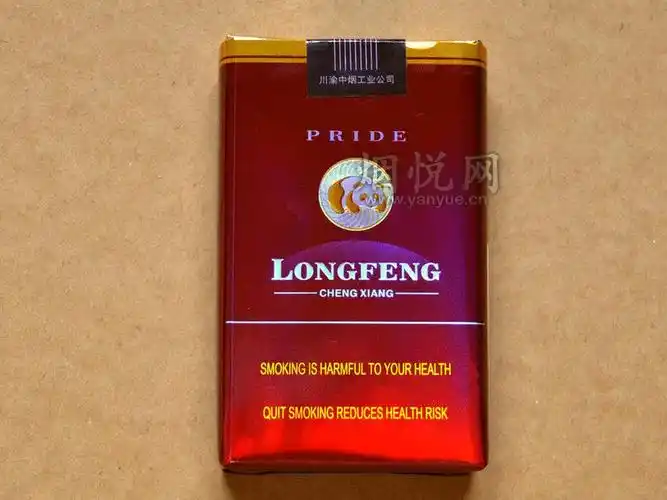 川渝中烟工业公司
PRIDE
烟悦网
www.yanyue.cn
LONGFENG
CHENG XIANG
SMOKING IS HARMFUL TO YOUR HEALTH
QUIT SMOKING REDUCES HEALTH RISK